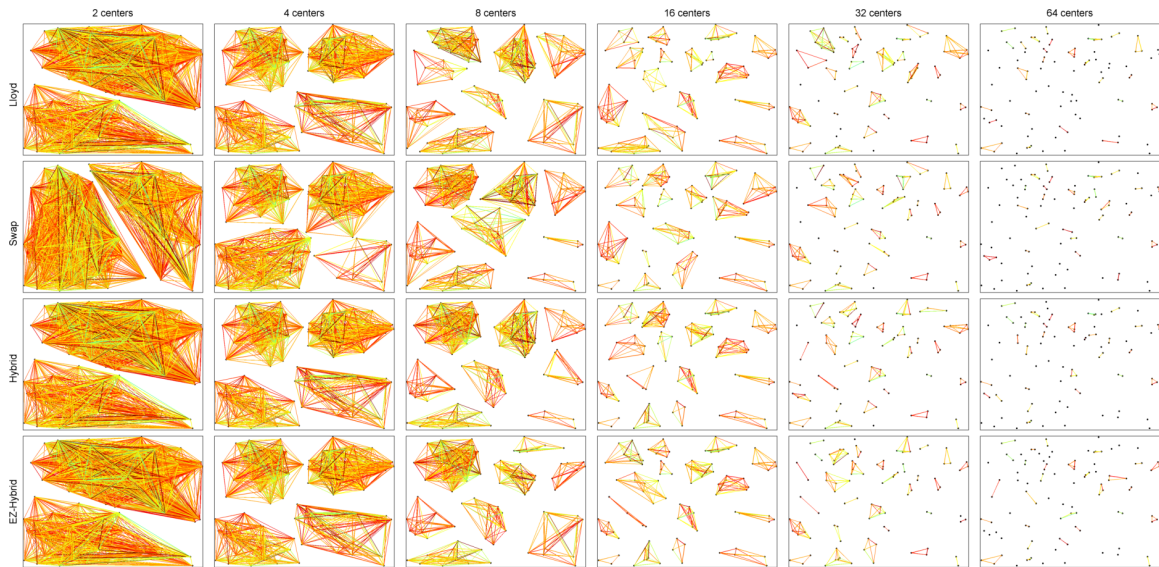 2 centers
4 centers
8 centers
16 centers
32 centers
64 centers
Lloyd
Swap
Hybrid
EZ-Hybrid